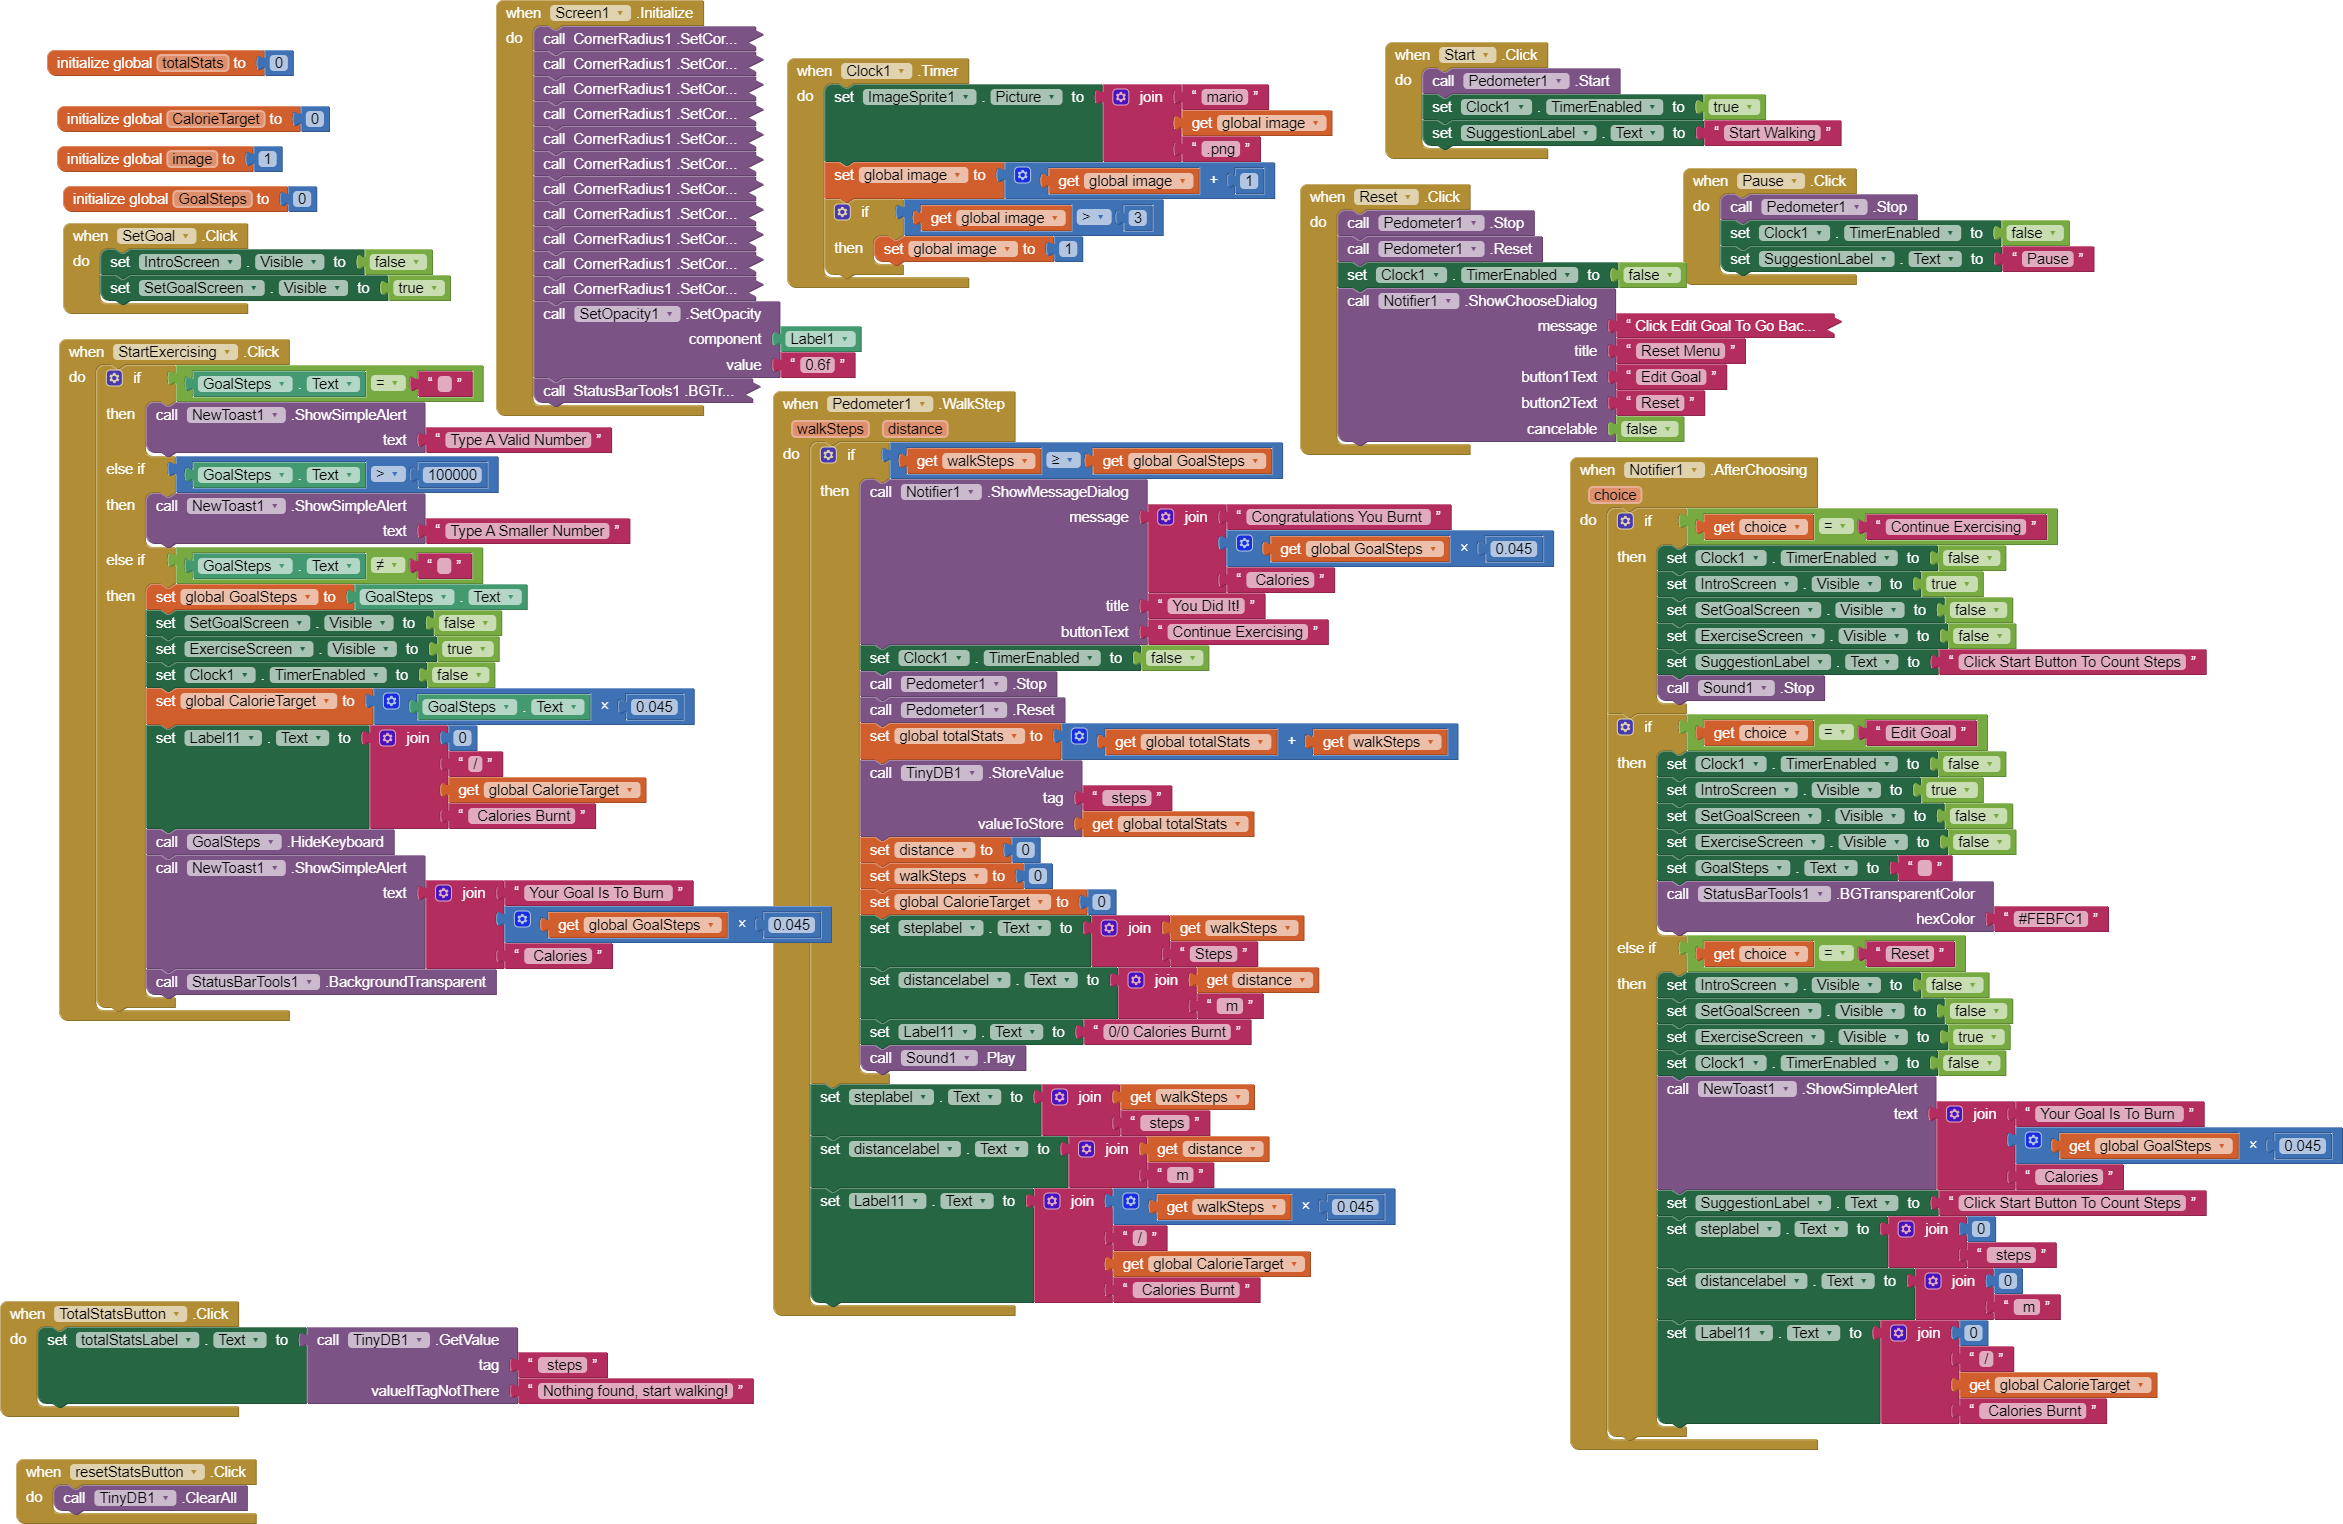 initialize global totalStats to 0
initialize global CalorieTarget to 0
initialize global image to 1
initialize global GoalSteps to 0
when SetGoal .Click
do set IntroScreen . Visible to false
set SetGoalScreen . Visible to true
when StartExercising .Click
do if GoalSteps . Text = " "
then call NewToast1 .ShowSimpleAlert
text " Type A Valid Number "
else if GoalSteps . Text > 100000
then call NewToast1 .ShowSimpleAlert
text " Type A Smaller Number "
else if GoalSteps . Text ≠ " "
then set global GoalSteps to GoalSteps . Text
set SetGoalScreen . Visible to false
set ExerciseScreen . Visible to true
set Clock1 . TimerEnabled to false
set global CalorieTarget to GoalSteps . Text × 0.045
set Label11 . Text to join 0
" / "
get global CalorieTarget
" Calories Burnt "
call GoalSteps .HideKeyboard
call NewToast1 .ShowSimpleAlert
text join " Your Goal Is To Burn "
get global GoalSteps × 0.045
" Calories "
call StatusBarTools1 .BackgroundTransparent
when TotalStatsButton .Click
do set totalStatsLabel . Text to call TinyDB1 .GetValue
tag " steps "
valueIfTagNotThere " Nothing found, start walking! "
when resetStatsButton .Click
do call TinyDB1 .ClearAll
when Screen1 .Initialize
do call CornerRadius1 .SetCor...
call CornerRadius1 .SetCor...
call CornerRadius1 .SetCor...
call CornerRadius1 .SetCor...
call CornerRadius1 .SetCor...
call CornerRadius1 .SetCor...
call CornerRadius1 .SetCor...
call CornerRadius1 .SetCor...
call CornerRadius1 .SetCor...
call CornerRadius1 .SetCor...
call CornerRadius1 .SetCor...
call SetOpacity1 .SetOpacity
component Label1
value " 0.6f "
call StatusBarTools1 .BGTr...
when Clock1 .Timer
do set ImageSprite1 . Picture to join " mario "
get global image
" .png "
set global image to get global image + 1
if get global image > 3
then set global image to 1
when Pedometer1 .WalkStep
walkSteps distance
do if get walkSteps ≥ get global GoalSteps
then call Notifier1 .ShowMessageDialog
message join " Congratulations You Burnt "
get global GoalSteps × 0.045
" Calories "
title " You Did It! "
buttonText " Continue Exercising "
set Clock1 . TimerEnabled to false
call Pedometer1 .Stop
call Pedometer1 .Reset
set global totalStats to get global totalStats + get walkSteps
call TinyDB1 .StoreValue
tag " steps "
valueToStore get global totalStats
set distance to 0
set walkSteps to 0
set global CalorieTarget to 0
set steplabel . Text to join get walkSteps
" Steps "
set distancelabel . Text to join get distance
" m "
set Label11 . Text to " 0/0 Calories Burnt "
call Sound1 .Play
set steplabel . Text to join get walkSteps
" steps "
set distancelabel . Text to join get distance
" m "
set Label11 . Text to join get walkSteps × 0.045
" / "
get global CalorieTarget
" Calories Burnt "
when Start .Click
do call Pedometer1 .Start
set Clock1 . TimerEnabled to true
set SuggestionLabel . Text to " Start Walking "
when Reset .Click
do call Pedometer1 .Stop
call Pedometer1 .Reset
set Clock1 . TimerEnabled to false
call Notifier1 .ShowChooseDialog
message " Click Edit Goal To Go Bac...
title " Reset Menu "
button1Text " Edit Goal "
button2Text " Reset "
cancelable false
when Pause .Click
do call Pedometer1 .Stop
set Clock1 . TimerEnabled to false
set SuggestionLabel . Text to " Pause "
when Notifier1 .AfterChoosing
choice
do if get choice = " Continue Exercising "
then set Clock1 . TimerEnabled to false
set IntroScreen . Visible to true
set SetGoalScreen . Visible to false
set ExerciseScreen . Visible to false
set SuggestionLabel . Text to " Click Start Button To Count Steps "
call Sound1 .Stop
if get choice = " Edit Goal "
then set Clock1 . TimerEnabled to false
set IntroScreen . Visible to true
set SetGoalScreen . Visible to false
set ExerciseScreen . Visible to false
set GoalSteps . Text to " "
call StatusBarTools1 .BGTransparentColor
hexColor " #FEBFC1 "
else if get choice = " Reset "
then set IntroScreen . Visible to false
set SetGoalScreen . Visible to false
set ExerciseScreen . Visible to true
set Clock1 . TimerEnabled to false
call NewToast1 .ShowSimpleAlert
text join " Your Goal Is To Burn "
get global GoalSteps × 0.045
" Calories "
set SuggestionLabel . Text to " Click Start Button To Count Steps "
set steplabel . Text to join 0
" steps "
set distancelabel . Text to join 0
" m "
set Label11 . Text to join 0
" / "
get global CalorieTarget
" Calories Burnt "